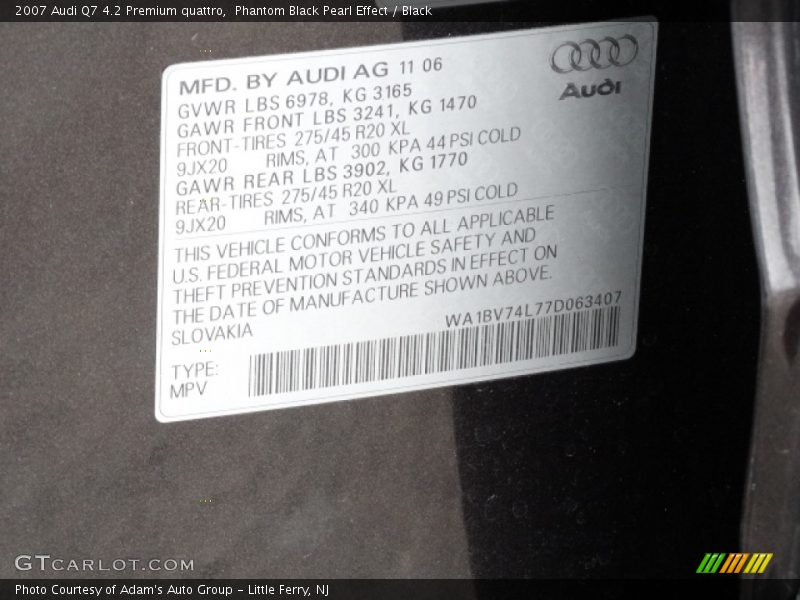 2007 Audi Q7 4.2 Premium quattro,  Phantom Black Pearl Effect / Black
MFD. BY AUDI AG 11 06
GVWR LBS 6978, KG 3165
GAWR FRONT LBS 3241, KG 1470
FRONT-TIRES 275/45 R20 XL
9JX20 RIMS, AT 300 KPA 44 PSI COLD
GAWR REAR LBS 3902, KG 1770
REAR-TIRES 275/45 R20 XL
9JX20 RIMS, AT 340 KPA 49 PSI COLD
Audi
THIS VEHICLE CONFORMS TO ALL APPLICABLE
U.S. FEDERAL MOTOR VEHICLE SAFETY AND
THEFT PREVENTION STANDARDS IN EFFECT ON
THE DATE OF MANUFACTURE SHOWN ABOVE.
SLOVAKIA
WA1BV74L77D063407
TYPE:
MPV
GTCARLOT.COM
Photo Courtesy of Adam's Auto Group - Little Ferry, NJ